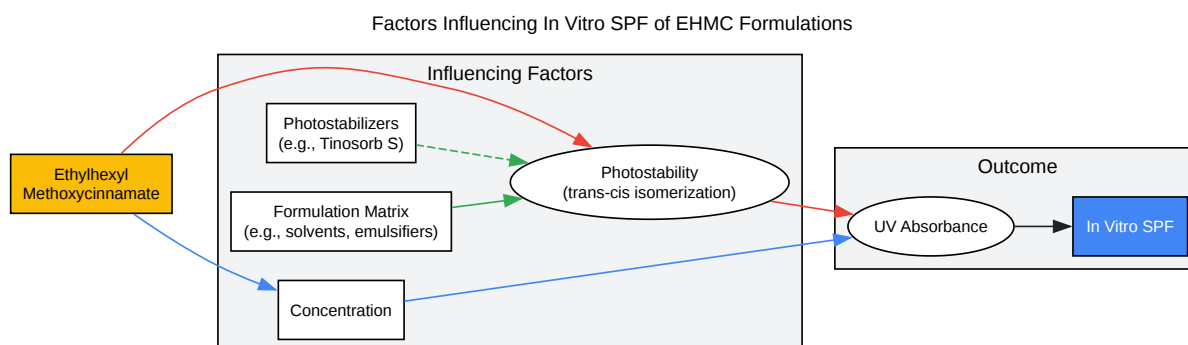 Factors Influencing In Vitro SPF of EHMC Formulations
Influencing Factors
Photostabilizers
(e.g., Tinosorb S)
Ethylhexyl
Methoxycinnamate
Photostability
(trans-cis isomerization)
Formulation Matrix
(e.g., solvents, emulsifiers)
Concentration
Outcome
UV Absorbance
In Vitro SPF